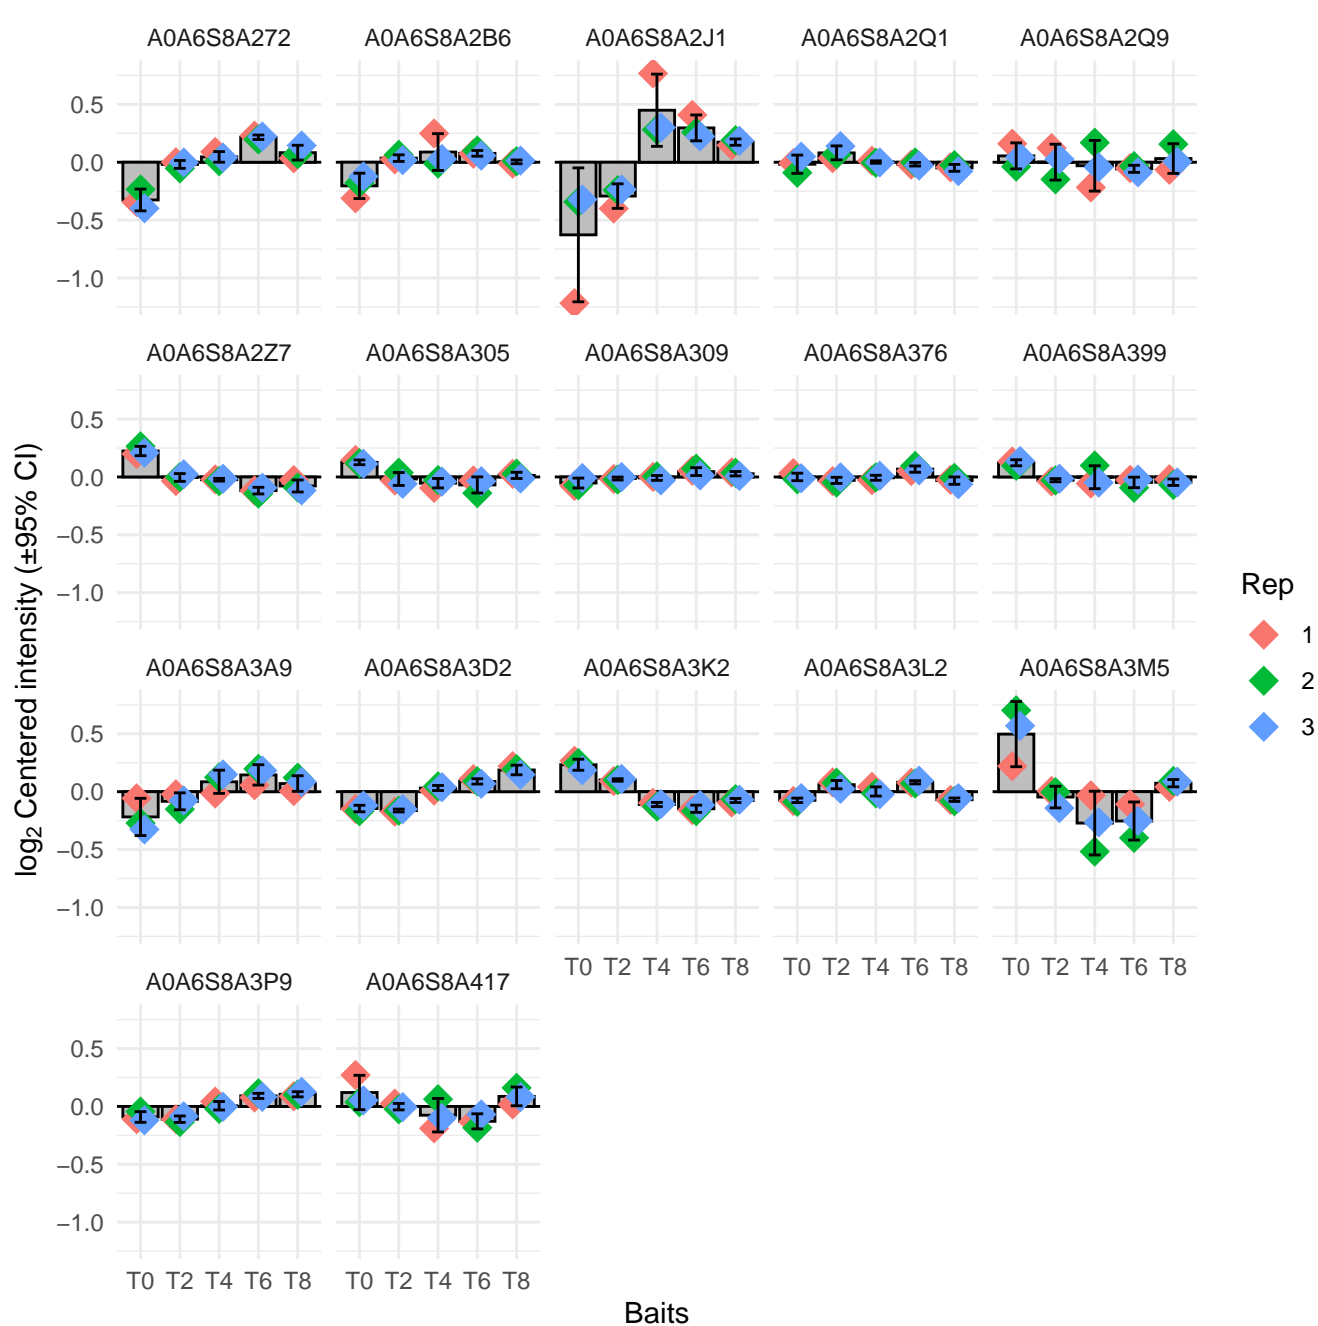 A0A6S8A272 A0A6S8A2B6 A0A6S8A2J1 A0A6S8A2Q1 A0A6S8A2Q9
0.5
0.0
−0.5
−1.0
A0A6S8A2Z7 A0A6S8A305 A0A6S8A309 A0A6S8A376 A0A6S8A399
0.5
0.0
−0.5
−1.0
A0A6S8A3A9 A0A6S8A3D2 A0A6S8A3K2 A0A6S8A3L2 A0A6S8A3M5
0.5
0.0
−0.5
−1.0
T0 T2 T4 T6 T8 T0 T2 T4 T6 T8 T0 T2 T4 T6 T8
A0A6S8A3P9 A0A6S8A417
0.5
0.0
−0.5
−1.0
T0 T2 T4 T6 T8 T0 T2 T4 T6 T8
Baits
log₂ Centered intensity (±95% CI)
Rep
1
2
3